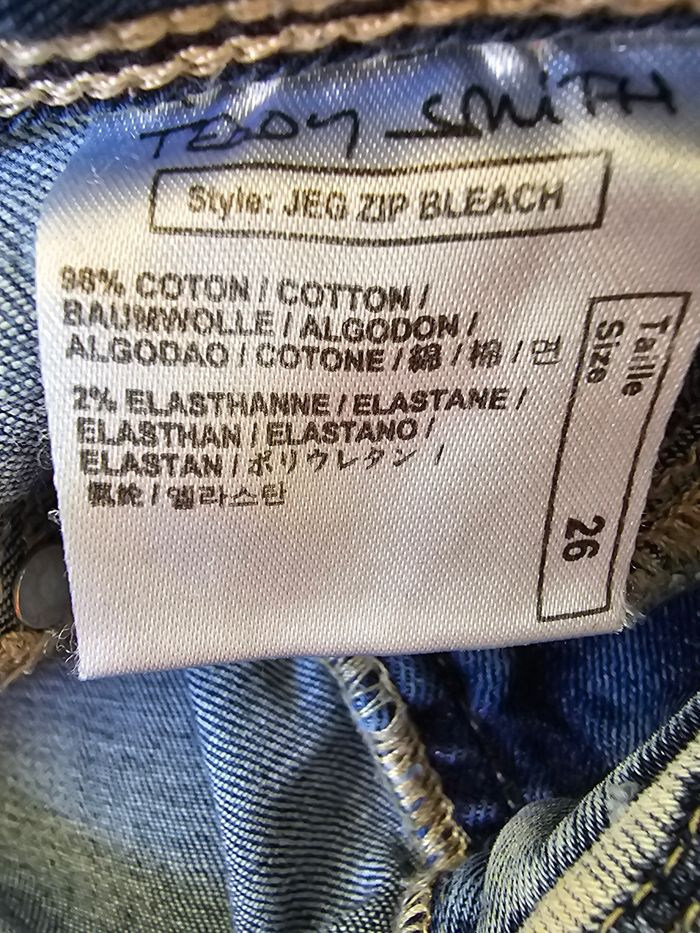 TEDDY SMITH
Style: JEG ZIP BLEACH
98% COTON / COTTON /
BAUMWOLLE / ALGODON /
ALGODAO / COTONE / 綿 / 棉 / 면
2% ELASTHANNE / ELASTANE /
ELASTHAN / ELASTANO /
ELASTAN / ポリウレタン /
氨纶 / 엘라스탄
Taille
Size
26